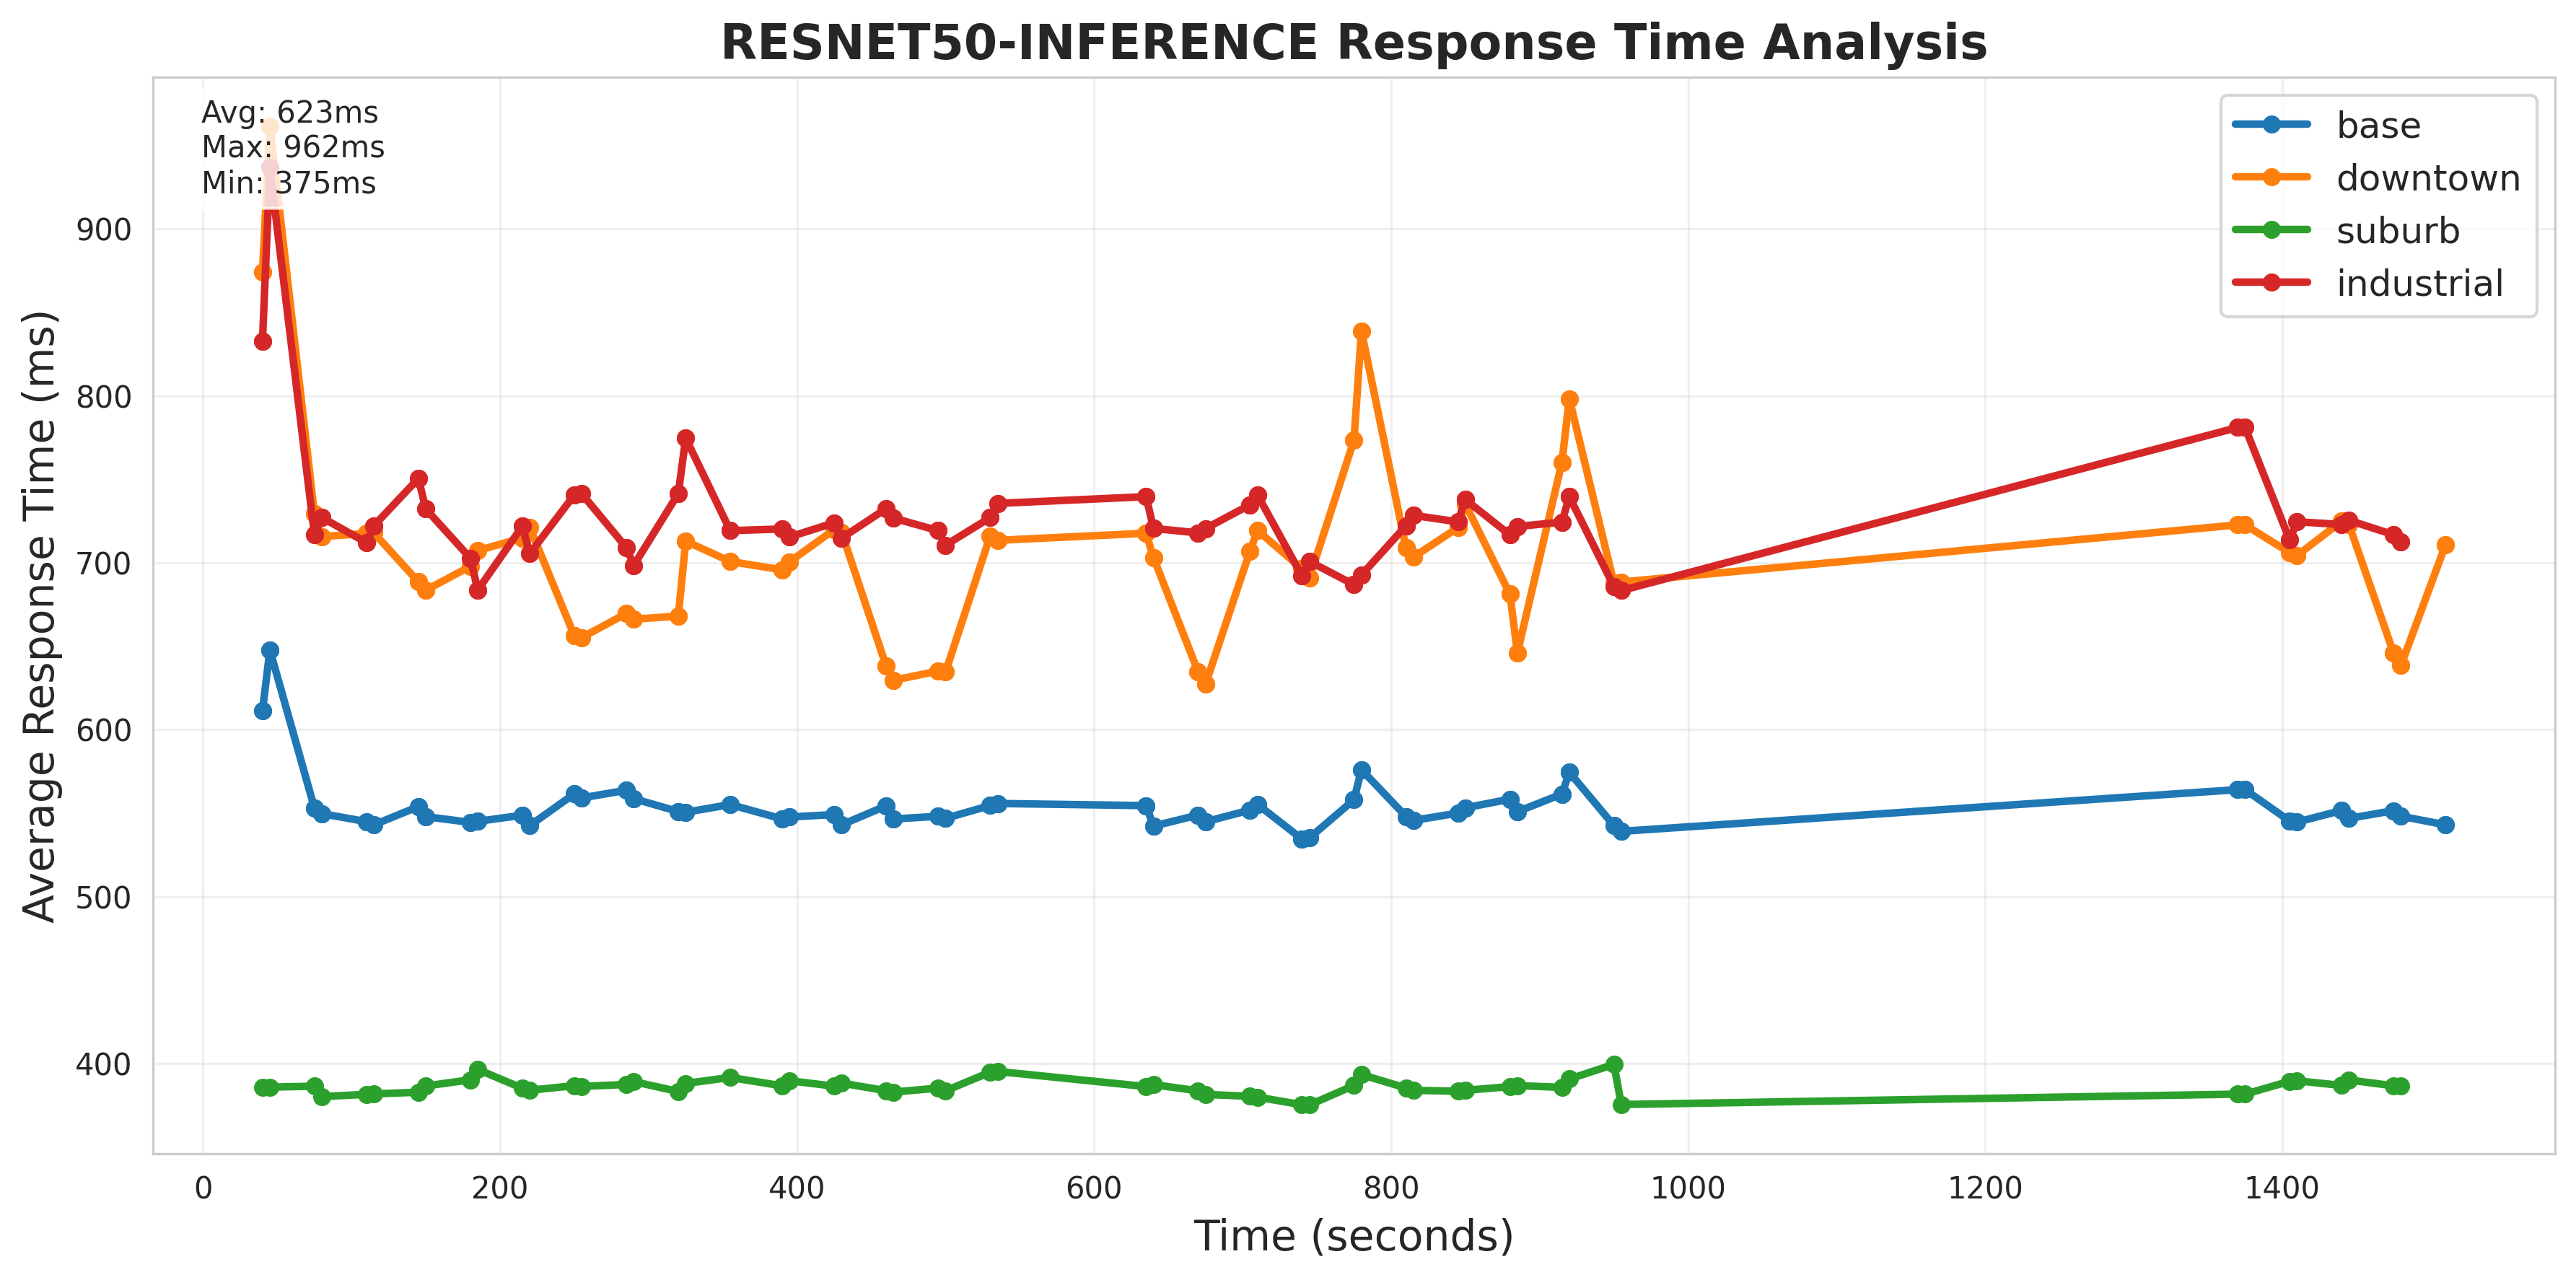 RESNET50-INFERENCE Response Time Analysis
Avg: 623ms
Max: 962ms
Min: 375ms
base
downtown
suburb
industrial
Average Response Time (ms)
900
800
700
600
500
400
0 200 400 600 800 1000 1200 1400
Time (seconds)